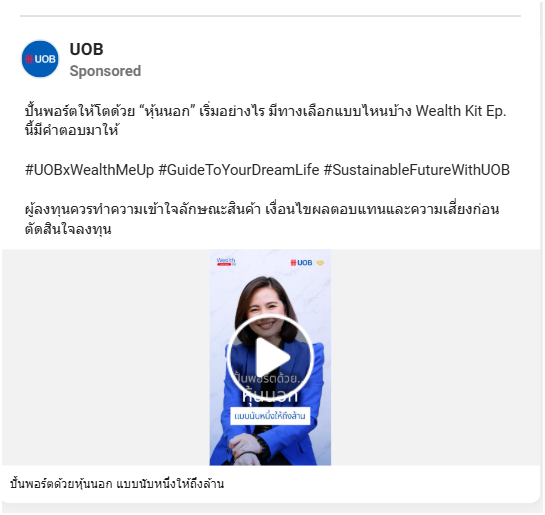 UOB
UOB
Sponsored
ปั้นพอร์ตให้โตด้วย “หุ้นนอก” เริ่มอย่างไร มีทางเลือกแบบไหนบ้าง Wealth Kit Ep.
นี้มีคำตอบมาให้
#UOBxWealthMeUp #GuideToYourDreamLife #SustainableFutureWithUOB
ผู้ลงทุนควรทำความเข้าใจลักษณะสินค้า เงื่อนไขผลตอบแทนและความเสี่ยงก่อน
ตัดสินใจลงทุน
Wealth
UOB
ปั้นพอร์ตด้วย...
หุ้นนอก
แบบนับหนึ่งให้ถึงล้าน
ปั้นพอร์ตด้วยหุ้นนอก แบบนับหนึ่งให้ถึงล้าน